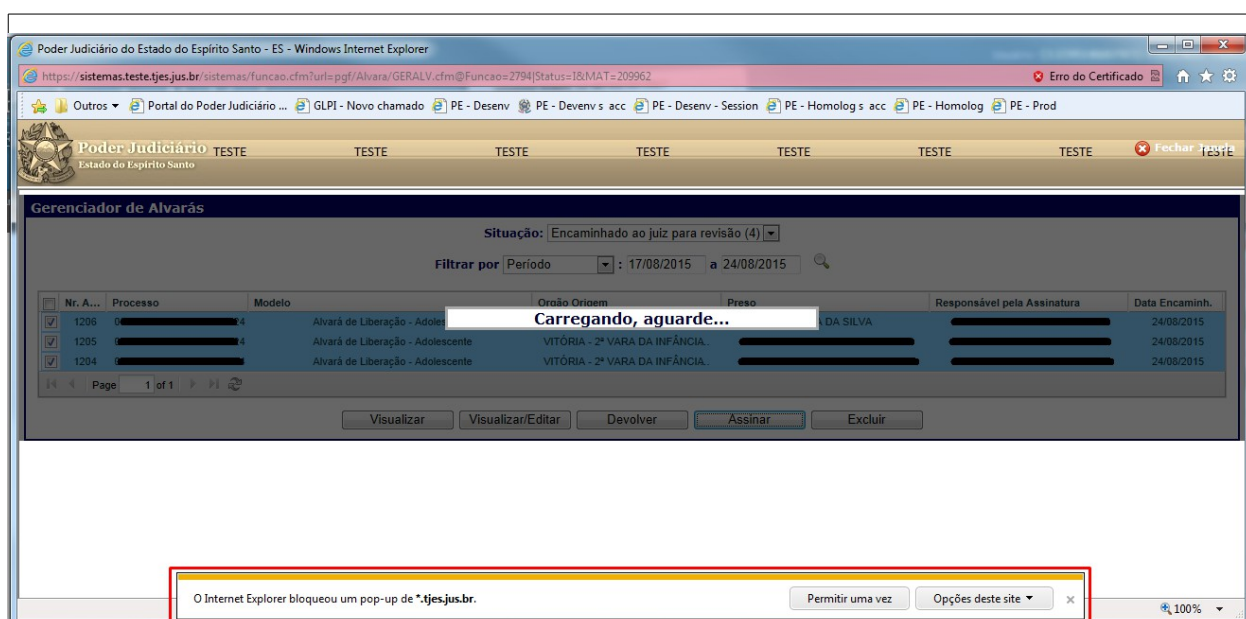 Poder Judiciário do Estado do Espírito Santo - ES - Windows Internet Explorer
https://sistemas.teste.tjes.jus.br/sistemas/funcao.cfm?url=pgf/Alvara/GERALV.cfm@Funcao=2794|Status=I&MAT=209962 Erro do Certificado
Outros PE - Portal do Poder Judiciário ... GLPI - Novo chamado PE - Desenv PE - Devenv s acc PE - Desenv - Session PE - Homolog s acc PE - Homolog PE - Prod
Poder Judiciário TESTE TESTE TESTE TESTE TESTE TESTE TESTE Fechar Janela TESTE
Estado do Espírito Santo
Gerenciador de Alvarás
Situação: Encaminhado ao juiz para revisão (4)
Filtrar por Período : 17/08/2015 a 24/08/2015
Nr. A... Processo Modelo Orgão Origem Preso Responsável pela Assinatura Data Encaminh.
Carregando, aguarde...
1206 Alvará de Liberação - DA SILVA 24/08/2015
1205 Alvará de Liberação - Adolescente VITÓRIA - 2ª VARA DA INFÂNCIA.. 24/08/2015
1204 Alvará de Liberação - Adolescente VITÓRIA - 2ª VARA DA INFÂNCIA.. 24/08/2015
Page 1 of 1
Visualizar Visualizar/Editar Devolver Assinar Excluir
O Internet Explorer bloqueou um pop-up de *.tjes.jus.br. Permitir uma vez Opções deste site
100%